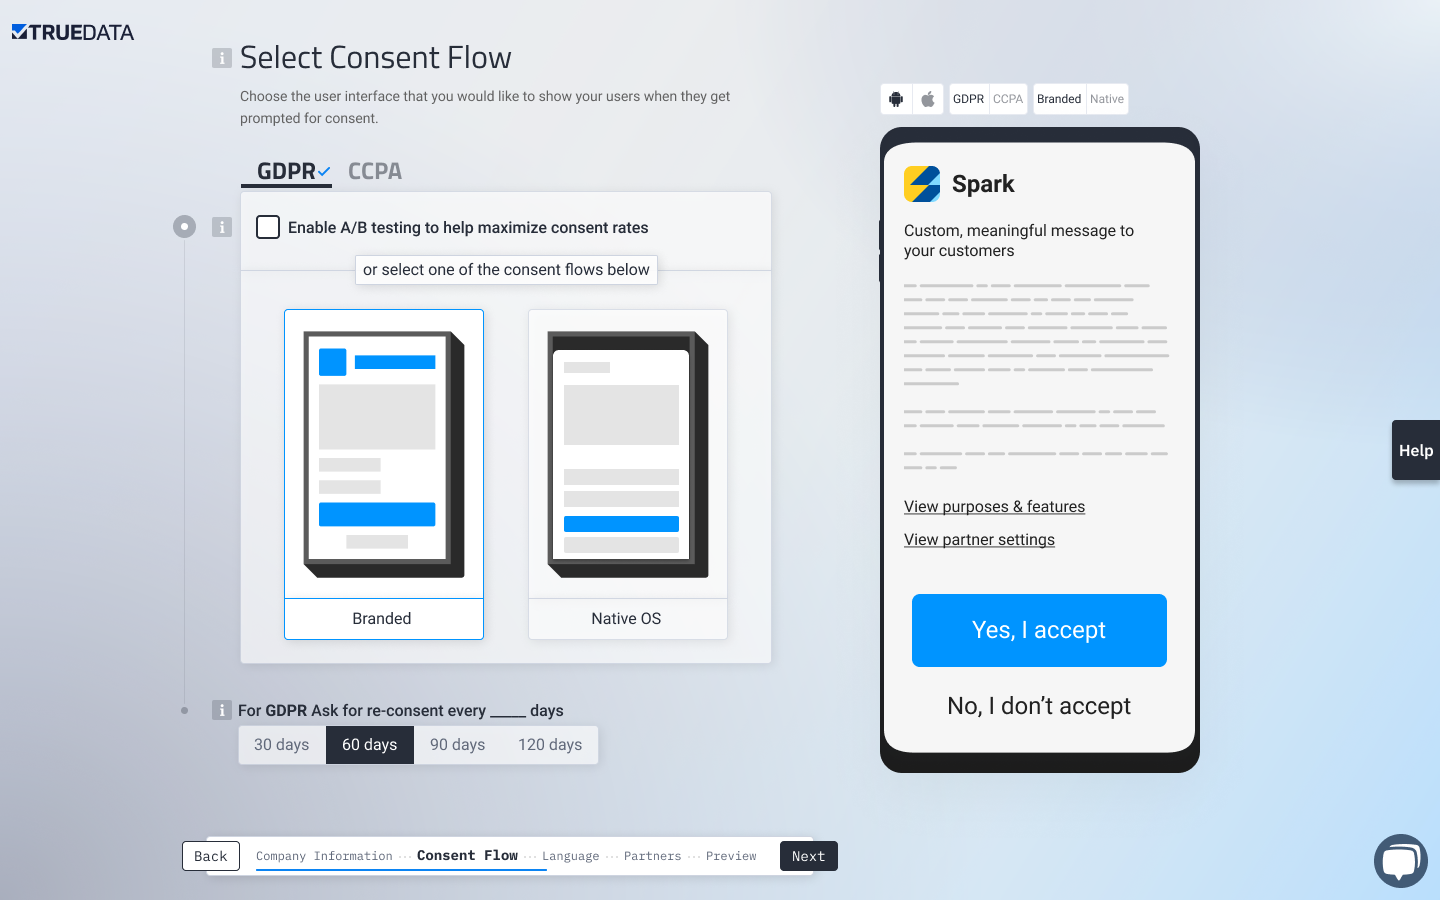 TRUEDATA
i Select Consent Flow
Choose the user interface that you would like to show your users when they get
prompted for consent.
GDPR CCPA
i Enable A/B testing to help maximize consent rates
or select one of the consent flows below
Branded
Native OS
i For GDPR Ask for re-consent every ____ days
30 days 60 days 90 days 120 days
Back Company Information ··· Consent Flow ··· Language ··· Partners ··· Preview Next
GDPR CCPA Branded Native
Spark
Custom, meaningful message to
your customers
View purposes & features
View partner settings
Yes, I accept
No, I don’t accept
Help